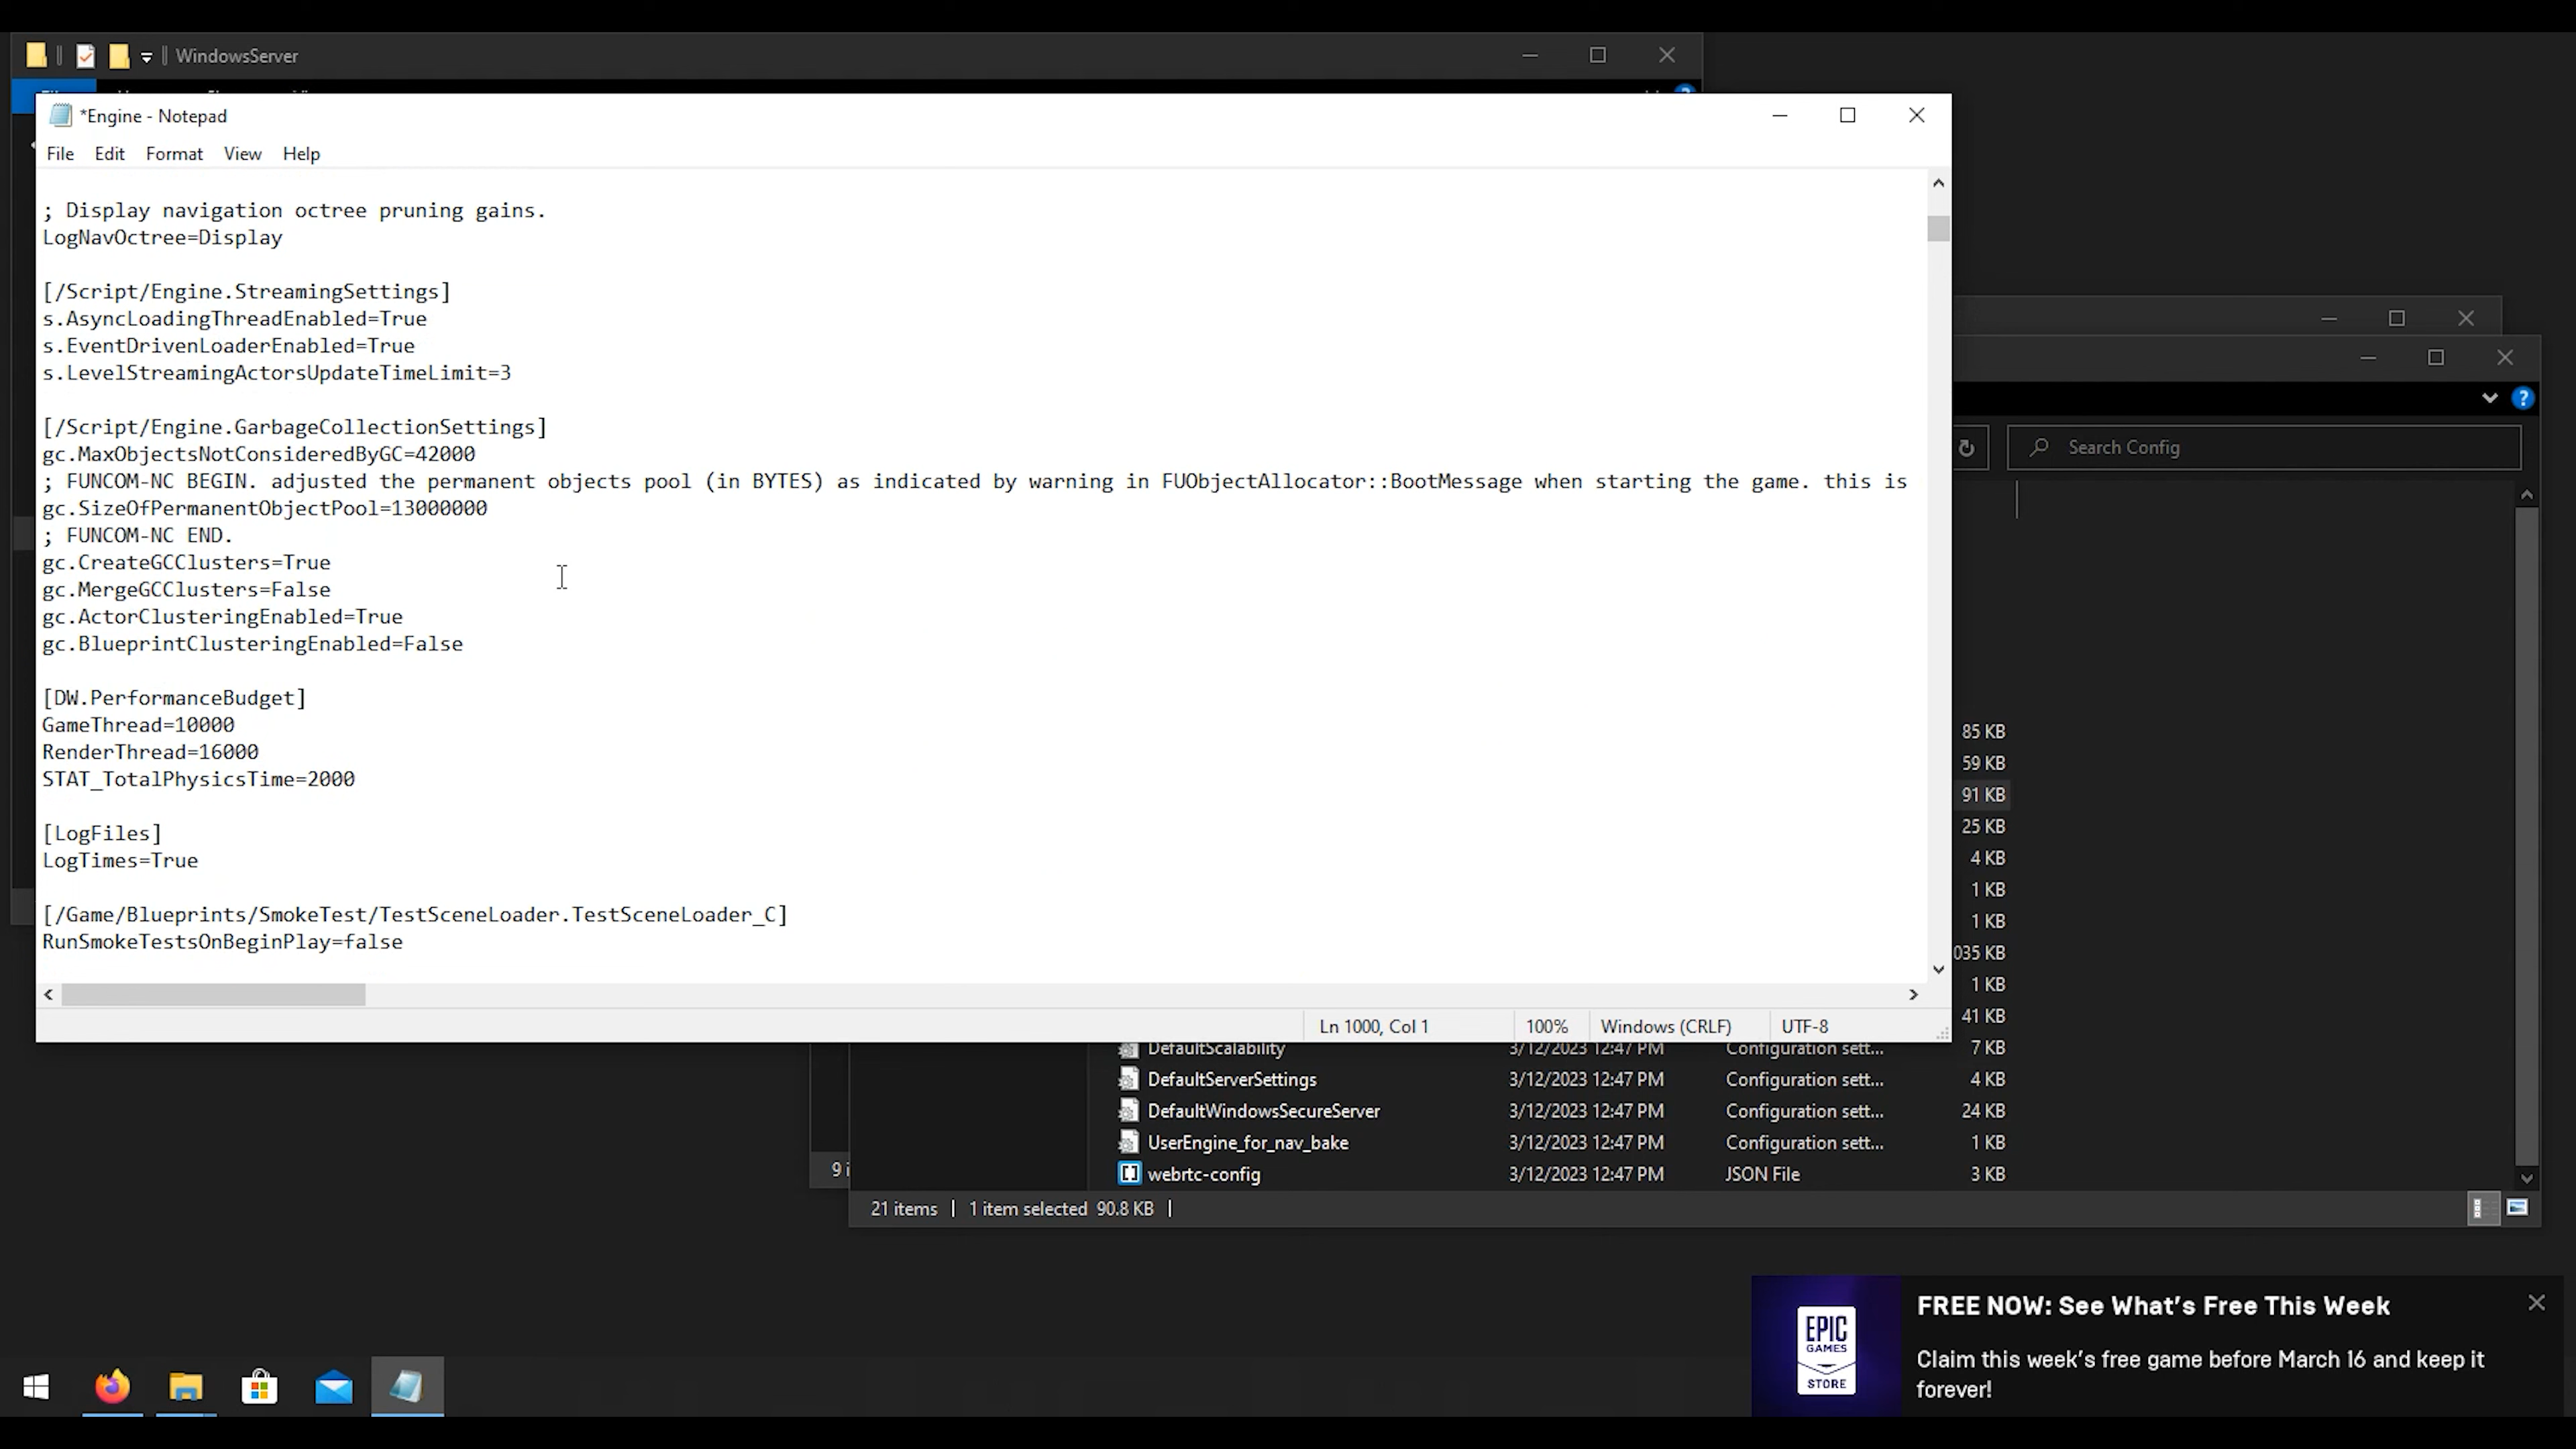 WindowsServer
*Engine - Notepad
File Edit Format View Help
; Display navigation octree pruning gains.
LogNavOctree=Display
[/Script/Engine.StreamingSettings]
s.AsyncLoadingThreadEnabled=True
s.EventDrivenLoaderEnabled=True
s.LevelStreamingActorsUpdateTimeLimit=3
[/Script/Engine.GarbageCollectionSettings]
gc.MaxObjectsNotConsideredByGC=42000
; FUNCOM-NC BEGIN. adjusted the permanent objects pool (in BYTES) as indicated by warning in FUObjectAllocator::BootMessage when starting the game. this is
gc.SizeOfPermanentObjectPool=13000000
; FUNCOM-NC END.
gc.CreateGCClusters=True
gc.MergeGCClusters=False
gc.ActorClusteringEnabled=True
gc.BlueprintClusteringEnabled=False
[DW.PerformanceBudget]
GameThread=10000
RenderThread=16000
STAT_TotalPhysicsTime=2000
[LogFiles]
LogTimes=True
[/Game/Blueprints/SmokeTest/TestSceneLoader.TestSceneLoader_C]
RunSmokeTestsOnBeginPlay=false
Ln 1000, Col 1 100% Windows (CRLF) UTF-8
Search Config
85 KB
59 KB
91 KB
25 KB
4 KB
1 KB
1 KB
035 KB
1 KB
41 KB
DefaultScalability 3/12/2023 12:47 PM Configuration sett... 7 KB
DefaultServerSettings 3/12/2023 12:47 PM Configuration sett... 4 KB
DefaultWindowsSecureServer 3/12/2023 12:47 PM Configuration sett... 24 KB
UserEngine_for_nav_bake 3/12/2023 12:47 PM Configuration sett... 1 KB
webrtc-config 3/12/2023 12:47 PM JSON File 3 KB
9 i
21 items 1 item selected 90.8 KB
EPIC
GAMES
STORE
FREE NOW: See What's Free This Week
Claim this week's free game before March 16 and keep it
forever!